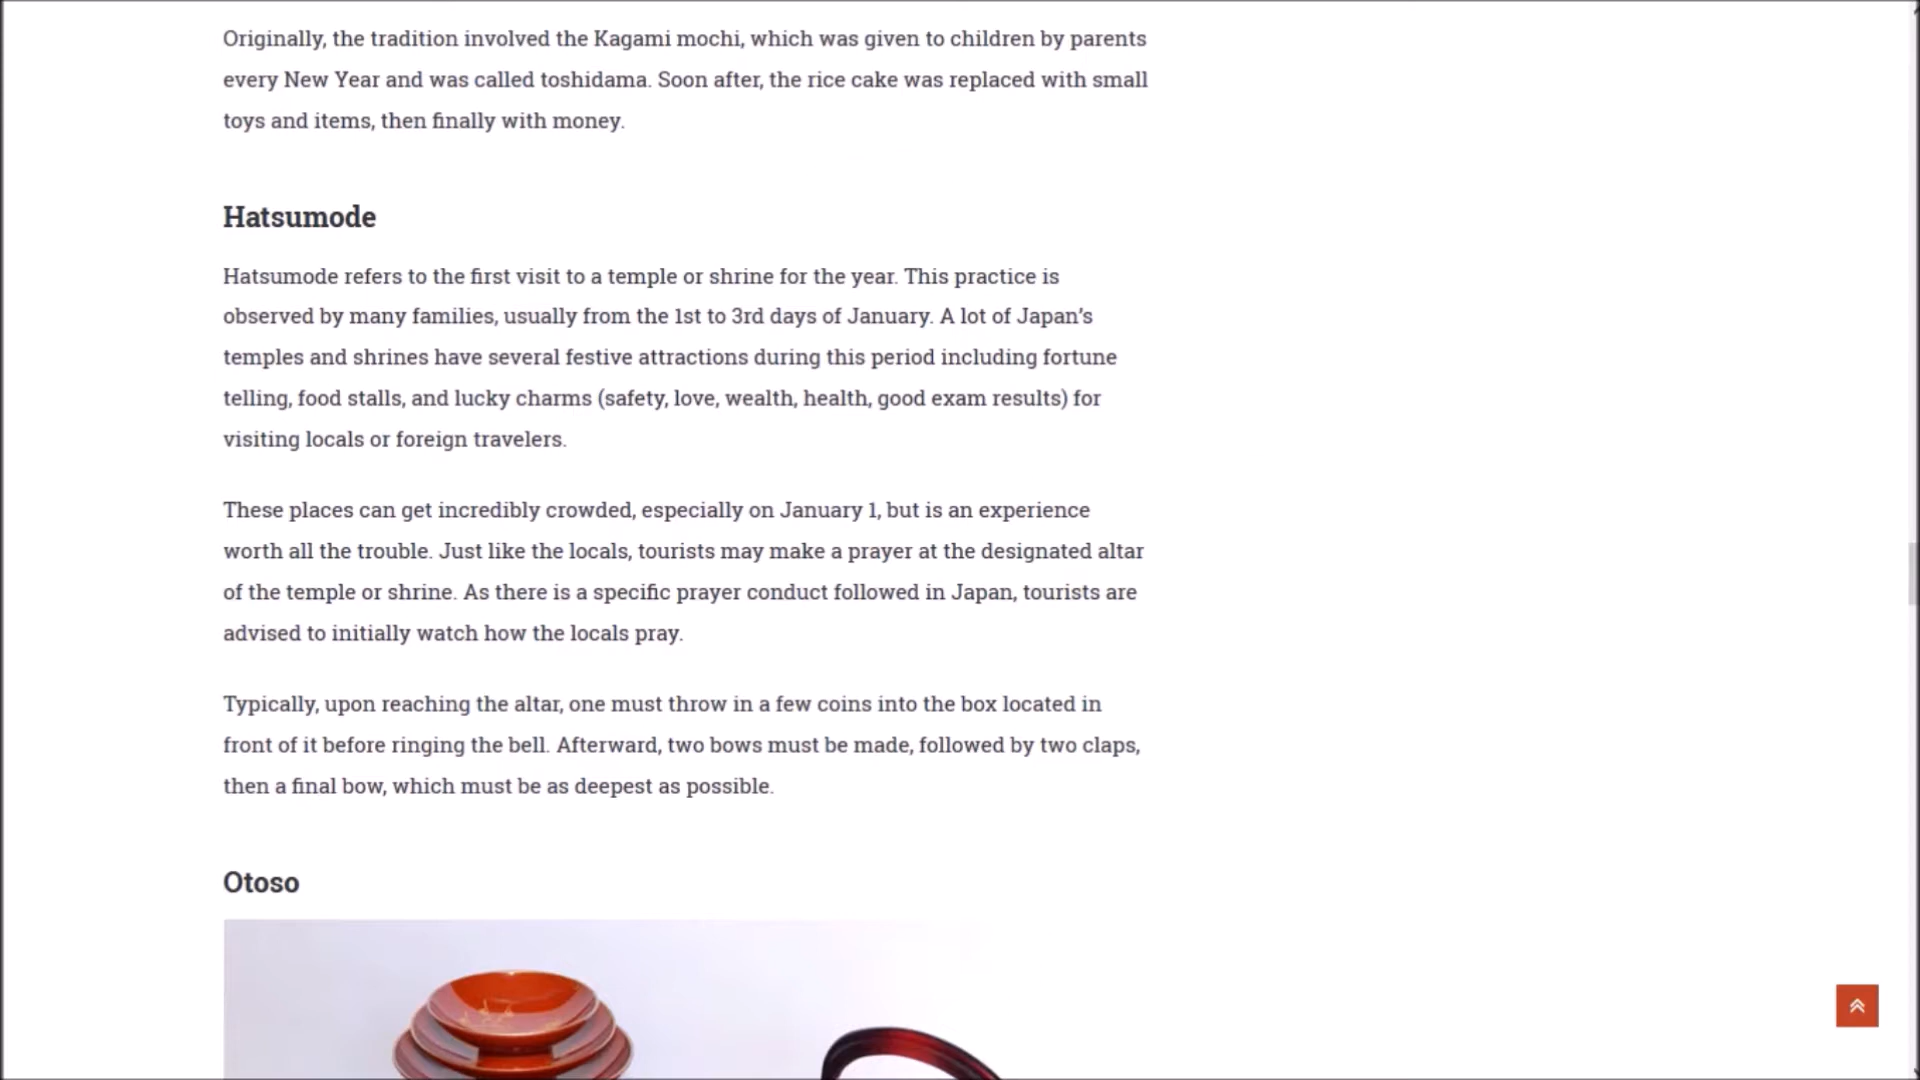 Originally, the tradition involved the Kagami mochi, which was given to children by parents
every New Year and was called toshidama. Soon after, the rice cake was replaced with small
toys and items, then finally with money.
Hatsumode
Hatsumode refers to the first visit to a temple or shrine for the year. This practice is
observed by many families, usually from the 1st to 3rd days of January. A lot of Japan’s
temples and shrines have several festive attractions during this period including fortune
telling, food stalls, and lucky charms (safety, love, wealth, health, good exam results) for
visiting locals or foreign travelers.
These places can get incredibly crowded, especially on January 1, but is an experience
worth all the trouble. Just like the locals, tourists may make a prayer at the designated altar
of the temple or shrine. As there is a specific prayer conduct followed in Japan, tourists are
advised to initially watch how the locals pray.
Typically, upon reaching the altar, one must throw in a few coins into the box located in
front of it before ringing the bell. Afterward, two bows must be made, followed by two claps,
then a final bow, which must be as deepest as possible.
Otoso